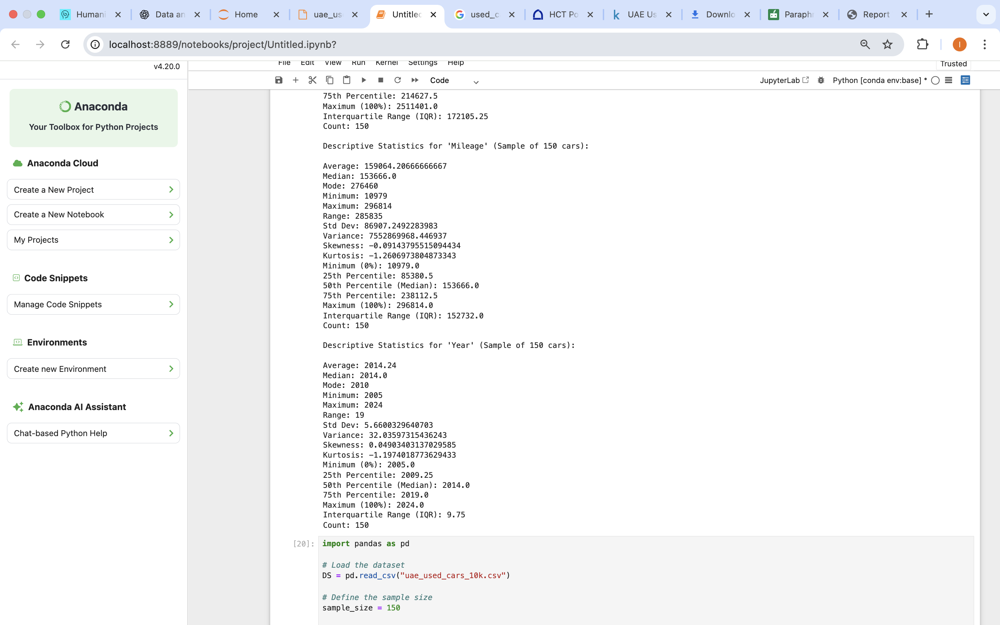 Humani
Data an
Home
uae_us
Untitled
used_c
HCT Po
UAE Us
Downlo
Paraphr
Report
localhost:8889/notebooks/project/Untitled.ipynb?
v4.20.0
File Edit View Run Kernel Settings Help
Trusted
Code
JupyterLab
Python [conda env:base] *
Anaconda
Your Toolbox for Python Projects
Anaconda Cloud
Create a New Project
Create a New Notebook
My Projects
Code Snippets
Manage Code Snippets
Environments
Create new Environment
Anaconda AI Assistant
Chat-based Python Help
75th Percentile: 214627.5
Maximum (100%): 2511401.0
Interquartile Range (IQR): 172105.25
Count: 150
Descriptive Statistics for 'Mileage' (Sample of 150 cars):
Average: 159064.20666666667
Median: 153666.0
Mode: 276460
Minimum: 10979
Maximum: 296814
Range: 285835
Std Dev: 86907.2492283983
Variance: 7552869968.446937
Skewness: -0.09143795515094434
Kurtosis: -1.2606973804873343
Minimum (0%): 10979.0
25th Percentile: 85380.5
50th Percentile (Median): 153666.0
75th Percentile: 238112.5
Maximum (100%): 296814.0
Interquartile Range (IQR): 152732.0
Count: 150
Descriptive Statistics for 'Year' (Sample of 150 cars):
Average: 2014.24
Median: 2014.0
Mode: 2010
Minimum: 2005
Maximum: 2024
Range: 19
Std Dev: 5.6600329640703
Variance: 32.03597315436243
Skewness: 0.04903403137029585
Kurtosis: -1.1974018773629433
Minimum (0%): 2005.0
25th Percentile: 2009.25
50th Percentile (Median): 2014.0
75th Percentile: 2019.0
Maximum (100%): 2024.0
Interquartile Range (IQR): 9.75
Count: 150
[20]:
import pandas as pd
# Load the dataset
DS = pd.read_csv("uae_used_cars_10k.csv")
# Define the sample size
sample_size = 150